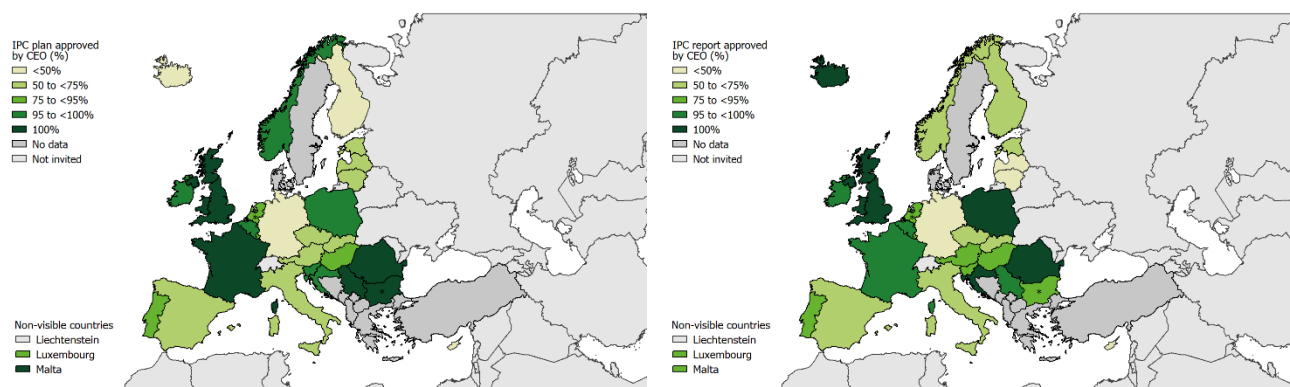 IPC plan approved
by CEO (%)
<50%
50 to <75%
75 to <95%
95 to <100%
100%
No data
Not invited
Non-visible countries
Liechtenstein
Luxembourg
Malta
*
IPC report approved
by CEO (%)
<50%
50 to <75%
75 to <95%
95 to <100%
100%
No data
Not invited
Non-visible countries
Liechtenstein
Luxembourg
Malta
*